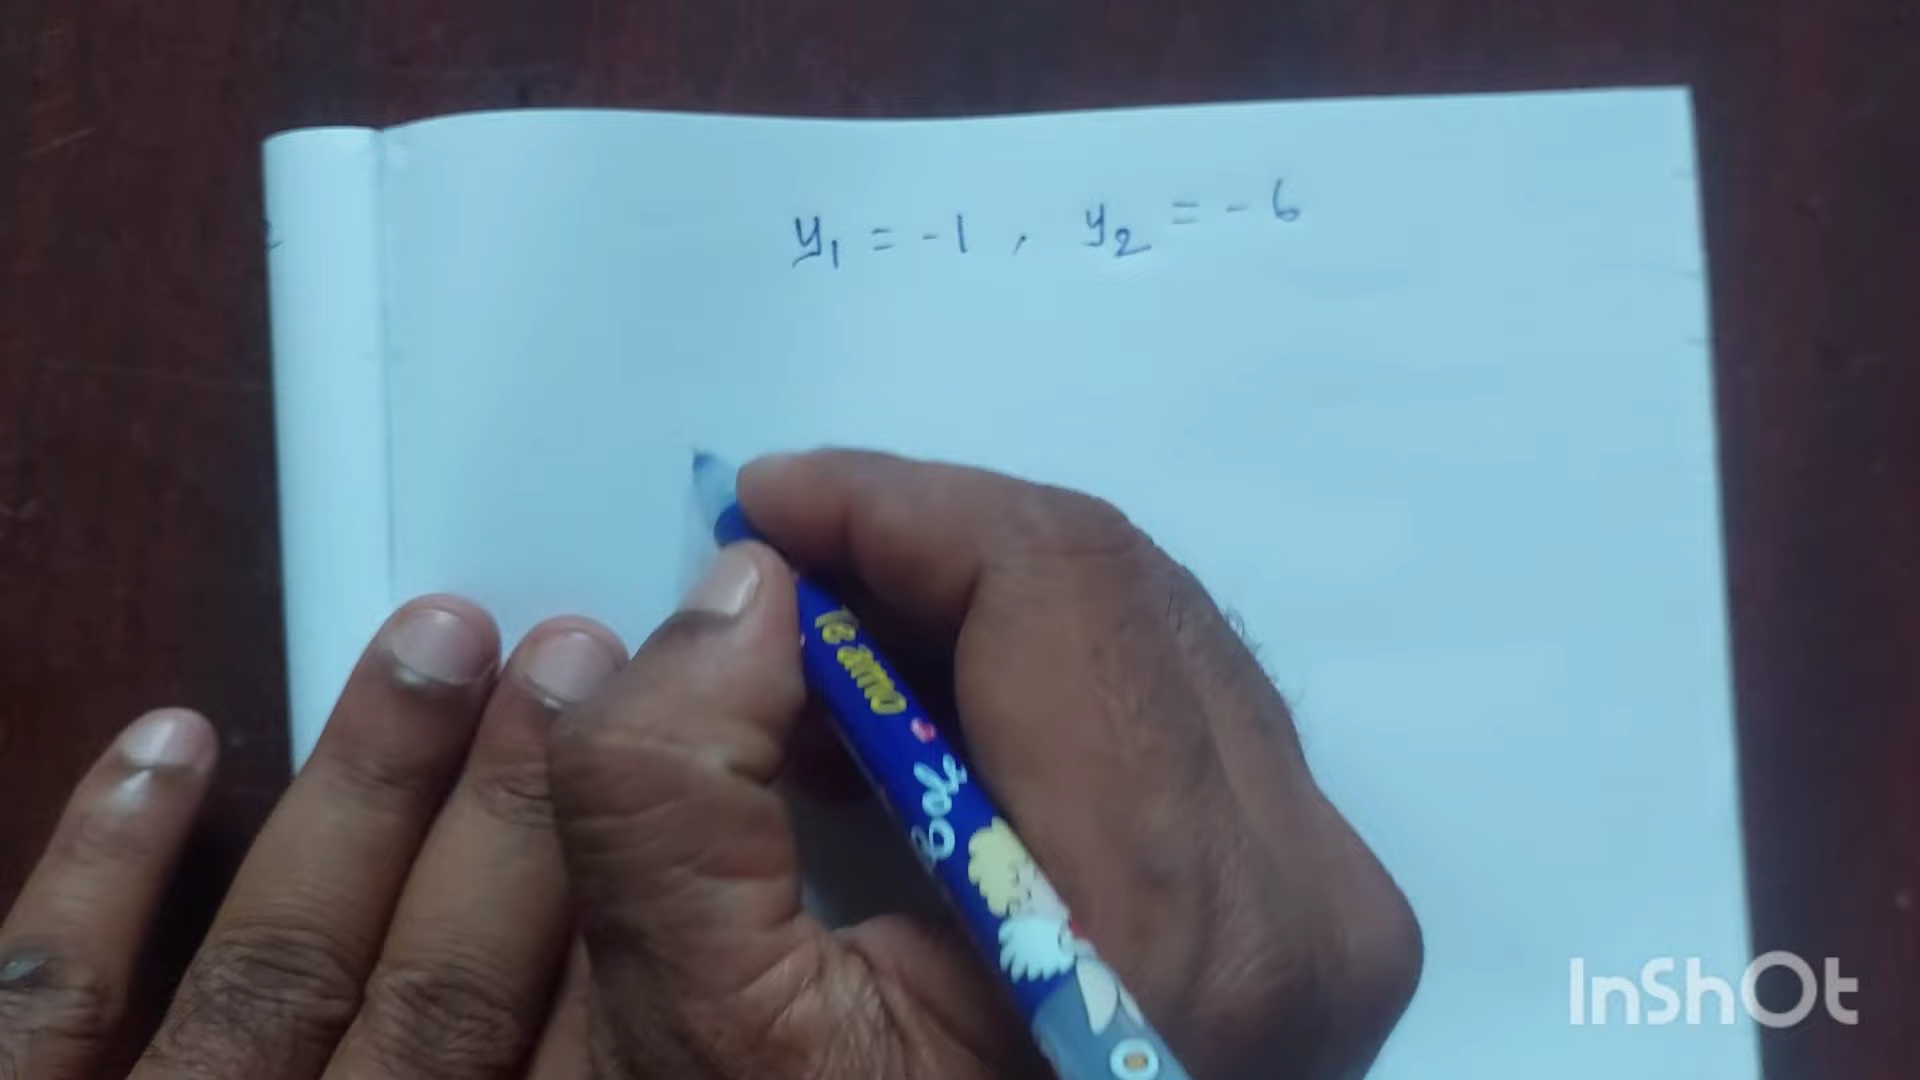 y₁ = -1 , y₂ = -6
Te amo
InShOt